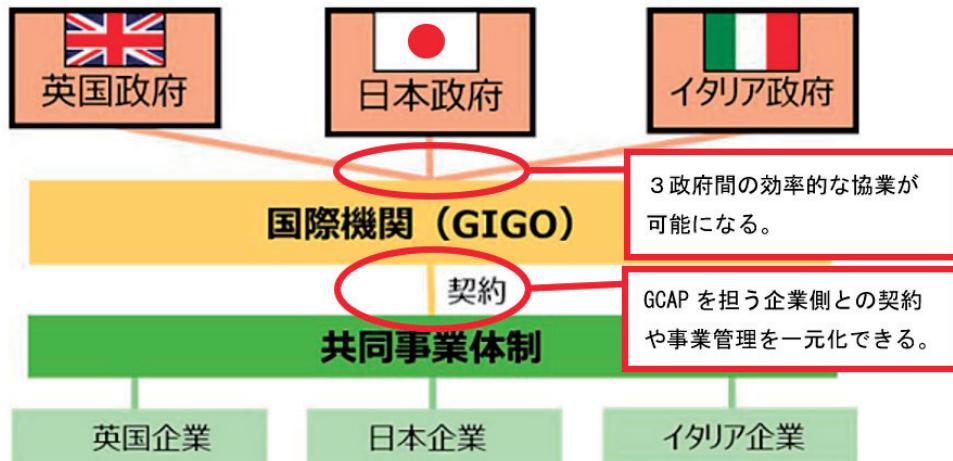 英国政府
日本政府
イタリア政府
３政府間の効率的な協業が
可能になる。
国際機関（GIGO）
契約
GCAP を担う企業側との契約
や事業管理を一元化できる。
共同事業体制
英国企業
日本企業
イタリア企業